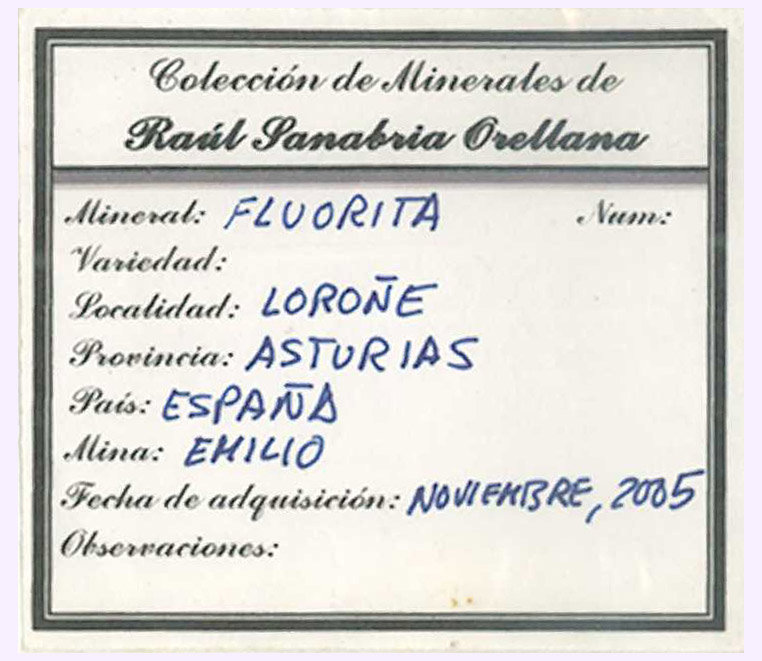 Colección de Minerales de
Raúl Sanabria Orellana
Mineral: FLUORITA Num:
Variedad:
Localidad: LOROÑE
Provincia: ASTURIAS
País: ESPAÑA
Mina: EMILIO
Fecha de adquisición: NOVIEMBRE, 2005
Observaciones: